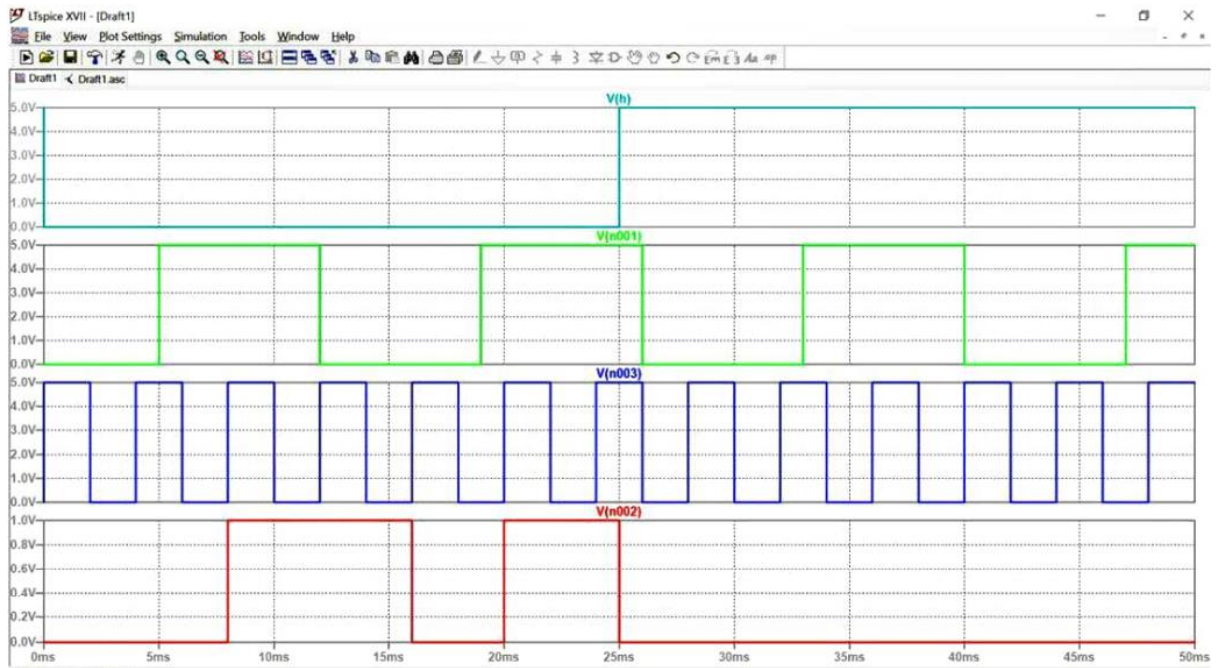 LTspice XVII - [Draft1]
File View Plot Settings Simulation Tools Window Help
Draft1 Draft1.asc
V(h)
5.0V
4.0V
3.0V
2.0V
1.0V
0.0V
V(n001)
5.0V
4.0V
3.0V
2.0V
1.0V
0.0V
V(n003)
5.0V
4.0V
3.0V
2.0V
1.0V
0.0V
V(n002)
1.0V
0.8V
0.6V
0.4V
0.2V
0.0V
0ms 5ms 10ms 15ms 20ms 25ms 30ms 35ms 40ms 45ms 50ms